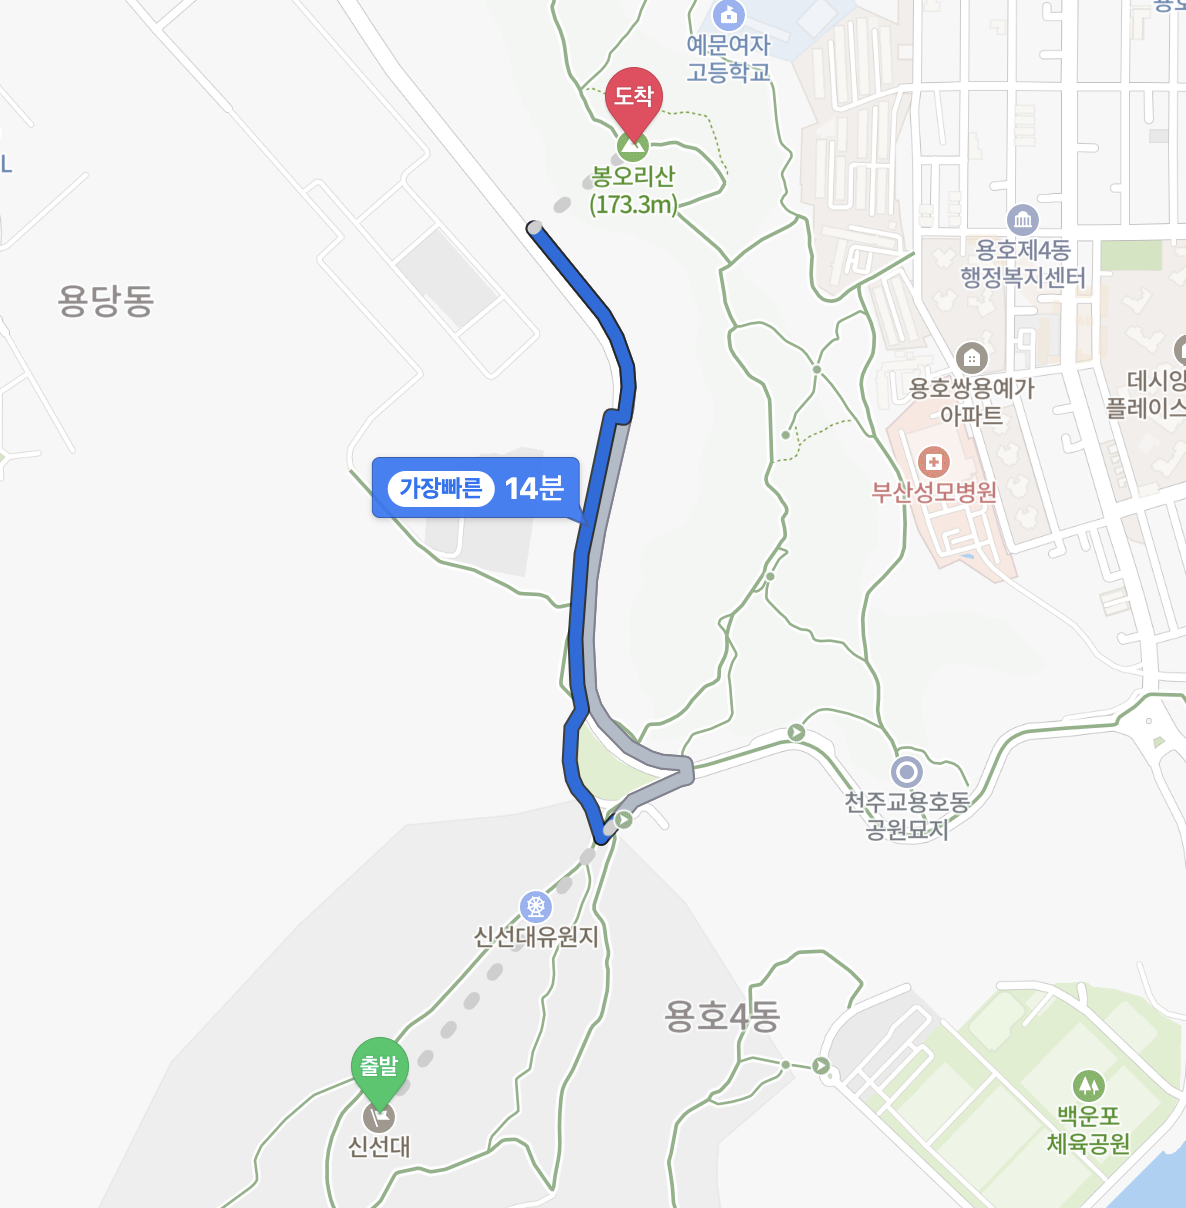 용호
예문여자
고등학교
도착
봉오리산
(173.3m)
L
용호제4동
행정복지센터
용당동
용호쌍용예가
아파트
데시앙
플레이스
가장빠른 14분
부산성모병원
천주교용호동
공원묘지
신선대유원지
용호4동
출발
신선대
백운포
체육공원